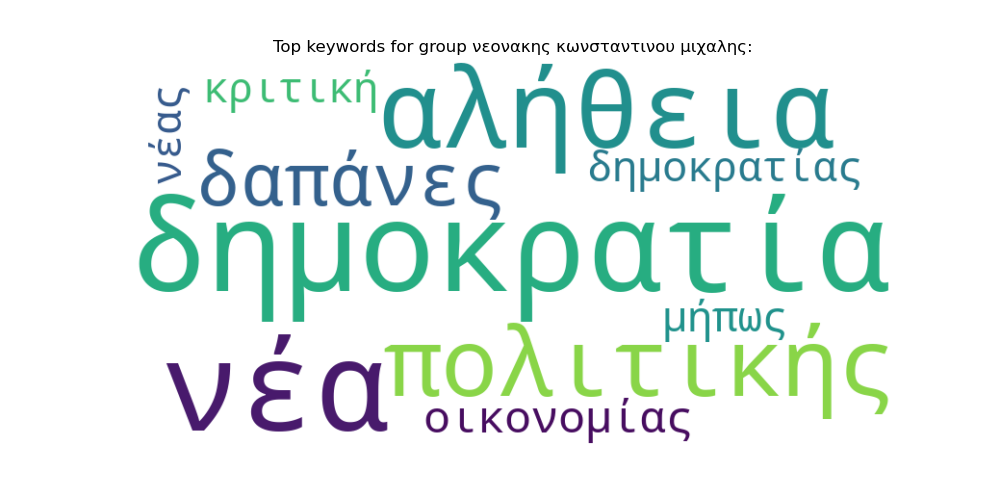 Top keywords for group νεονακης κωνσταντινου μιχαλης:
κριτική
αλήθεια
νέας
δαπάνες
δημοκρατίας
δημοκρατία
μήπως
νέα
πολιτικής
οικονομίας